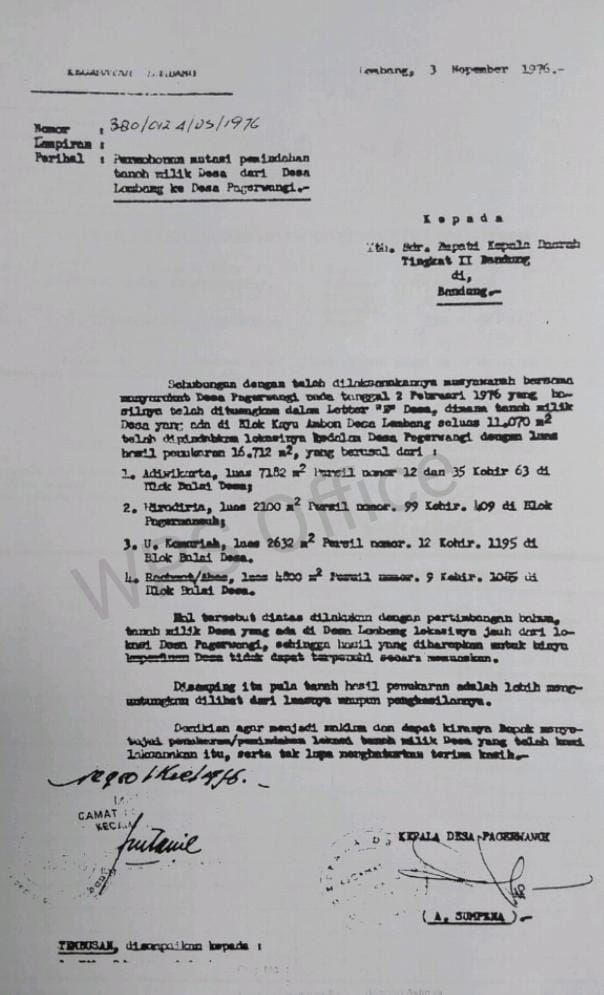 Lembang, 3 Nopember 1976.-
Nomor : 380/012 A/DS/1976
Lampiran :
Perihal : Permohonan mutasi pemindahan
tanah milik Desa dari Desa
Lembang ke Desa Pagerwangi.-
Kepada
Yth. Sdr. Bupati Kepala Daerah
Tingkat II Bandung
di,
Bandung.-
Sehubungan dengan telah dilaksanakannya musyawarah bersama
masyarakat Desa Pagerwangi pada tanggal 2 Pebruari 1976 yang ha-
silnya telah dituangkan dalam Letter Desa, dimana tanah milik
Desa yang ada di Blok Kayu Ambon Desa Lembang seluas 11.070 m2
telah dipindahkan lokasinya kedalam Desa Pagerwangi dengan luas
hasil penukaran 16.712 m2, yang berasal dari :
1. Adiwikarta, luas 7182 m2 Persil nomor 12 dan 35 Kohir 63 di
Blok Balai Desa;
2. Wirodiria, luas 2100 m2 Persil nomor. 99 Kohir. 409 di Blok
3. U. Komariah, luas 2632 m2 Persil nomor. 12 Kohir. 1195 di
Blok Balai Desa.
4. luas 4800 m2 Persil nomor. 9 Kohir. di
Blok Balai Desa.
Hal tersebut diatas dilakukan dengan pertimbangan bahwa,
tanah milik Desa yang ada di Desa Lembang lokasinya jauh dari lo-
kasi Desa Pagerwangi, sehingga hasil yang diharapkan untuk biaya
keperluan Desa tidak dapat terpenuhi secara memuaskan.
Disamping itu pula tanah hasil penukaran adalah lebih meng-
untungkan dilihat dari luasnya maupun penghasilannya.
Demikian agar menjadi maklum dan dapat kiranya Bapak menye-
tujui penukaran/pemindahan lokasi tanah milik Desa yang telah kami
laksanakan itu, serta tak lupa menghaturkan terima kasih.-
CAMAT
KEPALA DESA PAGERWANGI
( A. SUMPENA ).-
TEMBUSAN, disampaikan kepada :
Office